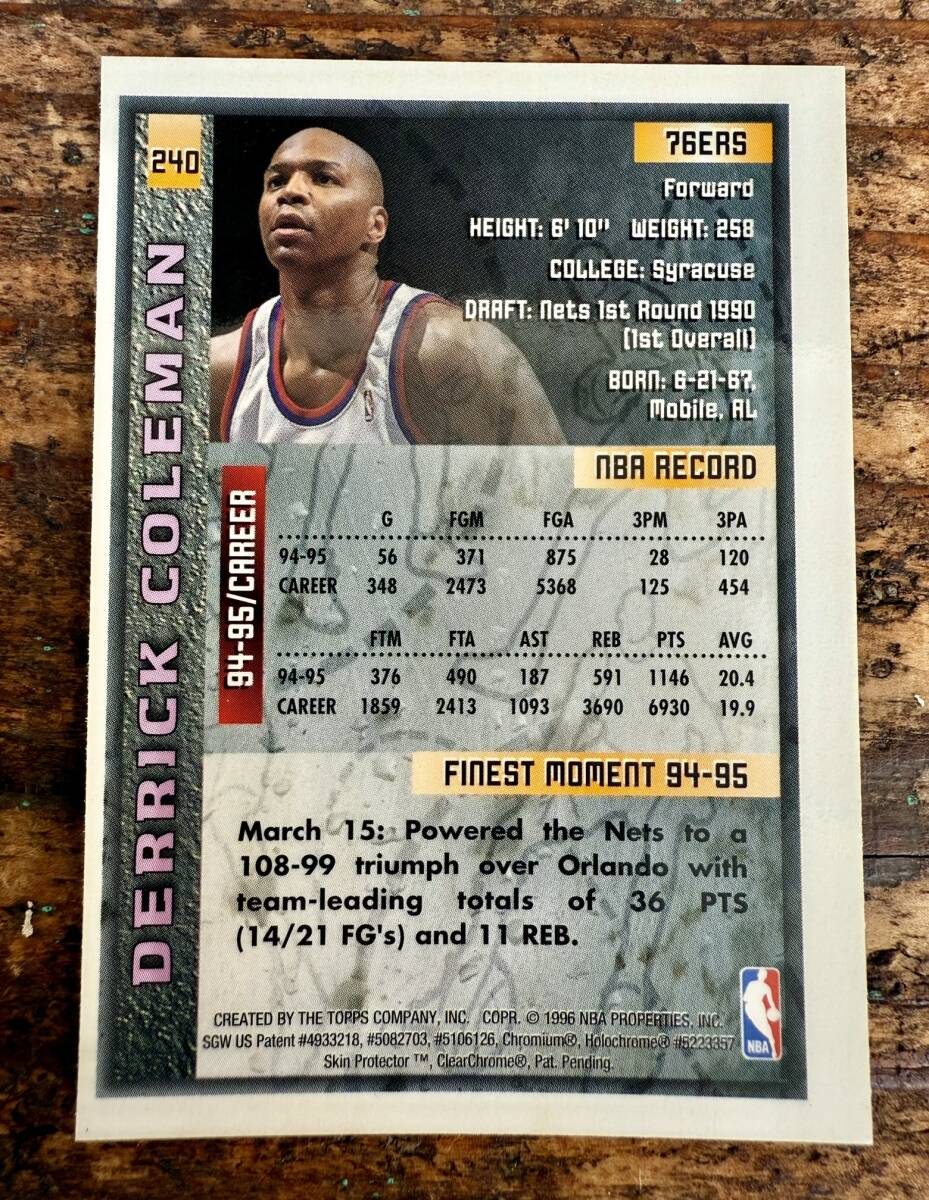 240
DERRICK COLEMAN
76ERS
Forward
HEIGHT: 6' 10" WEIGHT: 258
COLLEGE: Syracuse
DRAFT: Nets 1st Round 1990
(1st Overall)
BORN: 6-21-67,
Mobile, AL
NBA RECORD
94-95/CAREER
G FGM FGA 3PM 3PA
94-95 56 371 875 28 120
CAREER 348 2473 5368 125 454
FTM FTA AST REB PTS AVG
94-95 376 490 187 591 1146 20.4
CAREER 1859 2413 1093 3690 6930 19.9
FINEST MOMENT 94-95
March 15: Powered the Nets to a
108-99 triumph over Orlando with
team-leading totals of 36 PTS
(14/21 FG's) and 11 REB.
CREATED BY THE TOPPS COMPANY, INC. COPR. © 1996 NBA PROPERTIES, INC.
SGW US Patent #4933218, #5082703, #5106126, Chromium®, Holochrome® #5223357
Skin Protector ™, ClearChrome®, Pat. Pending.
NBA